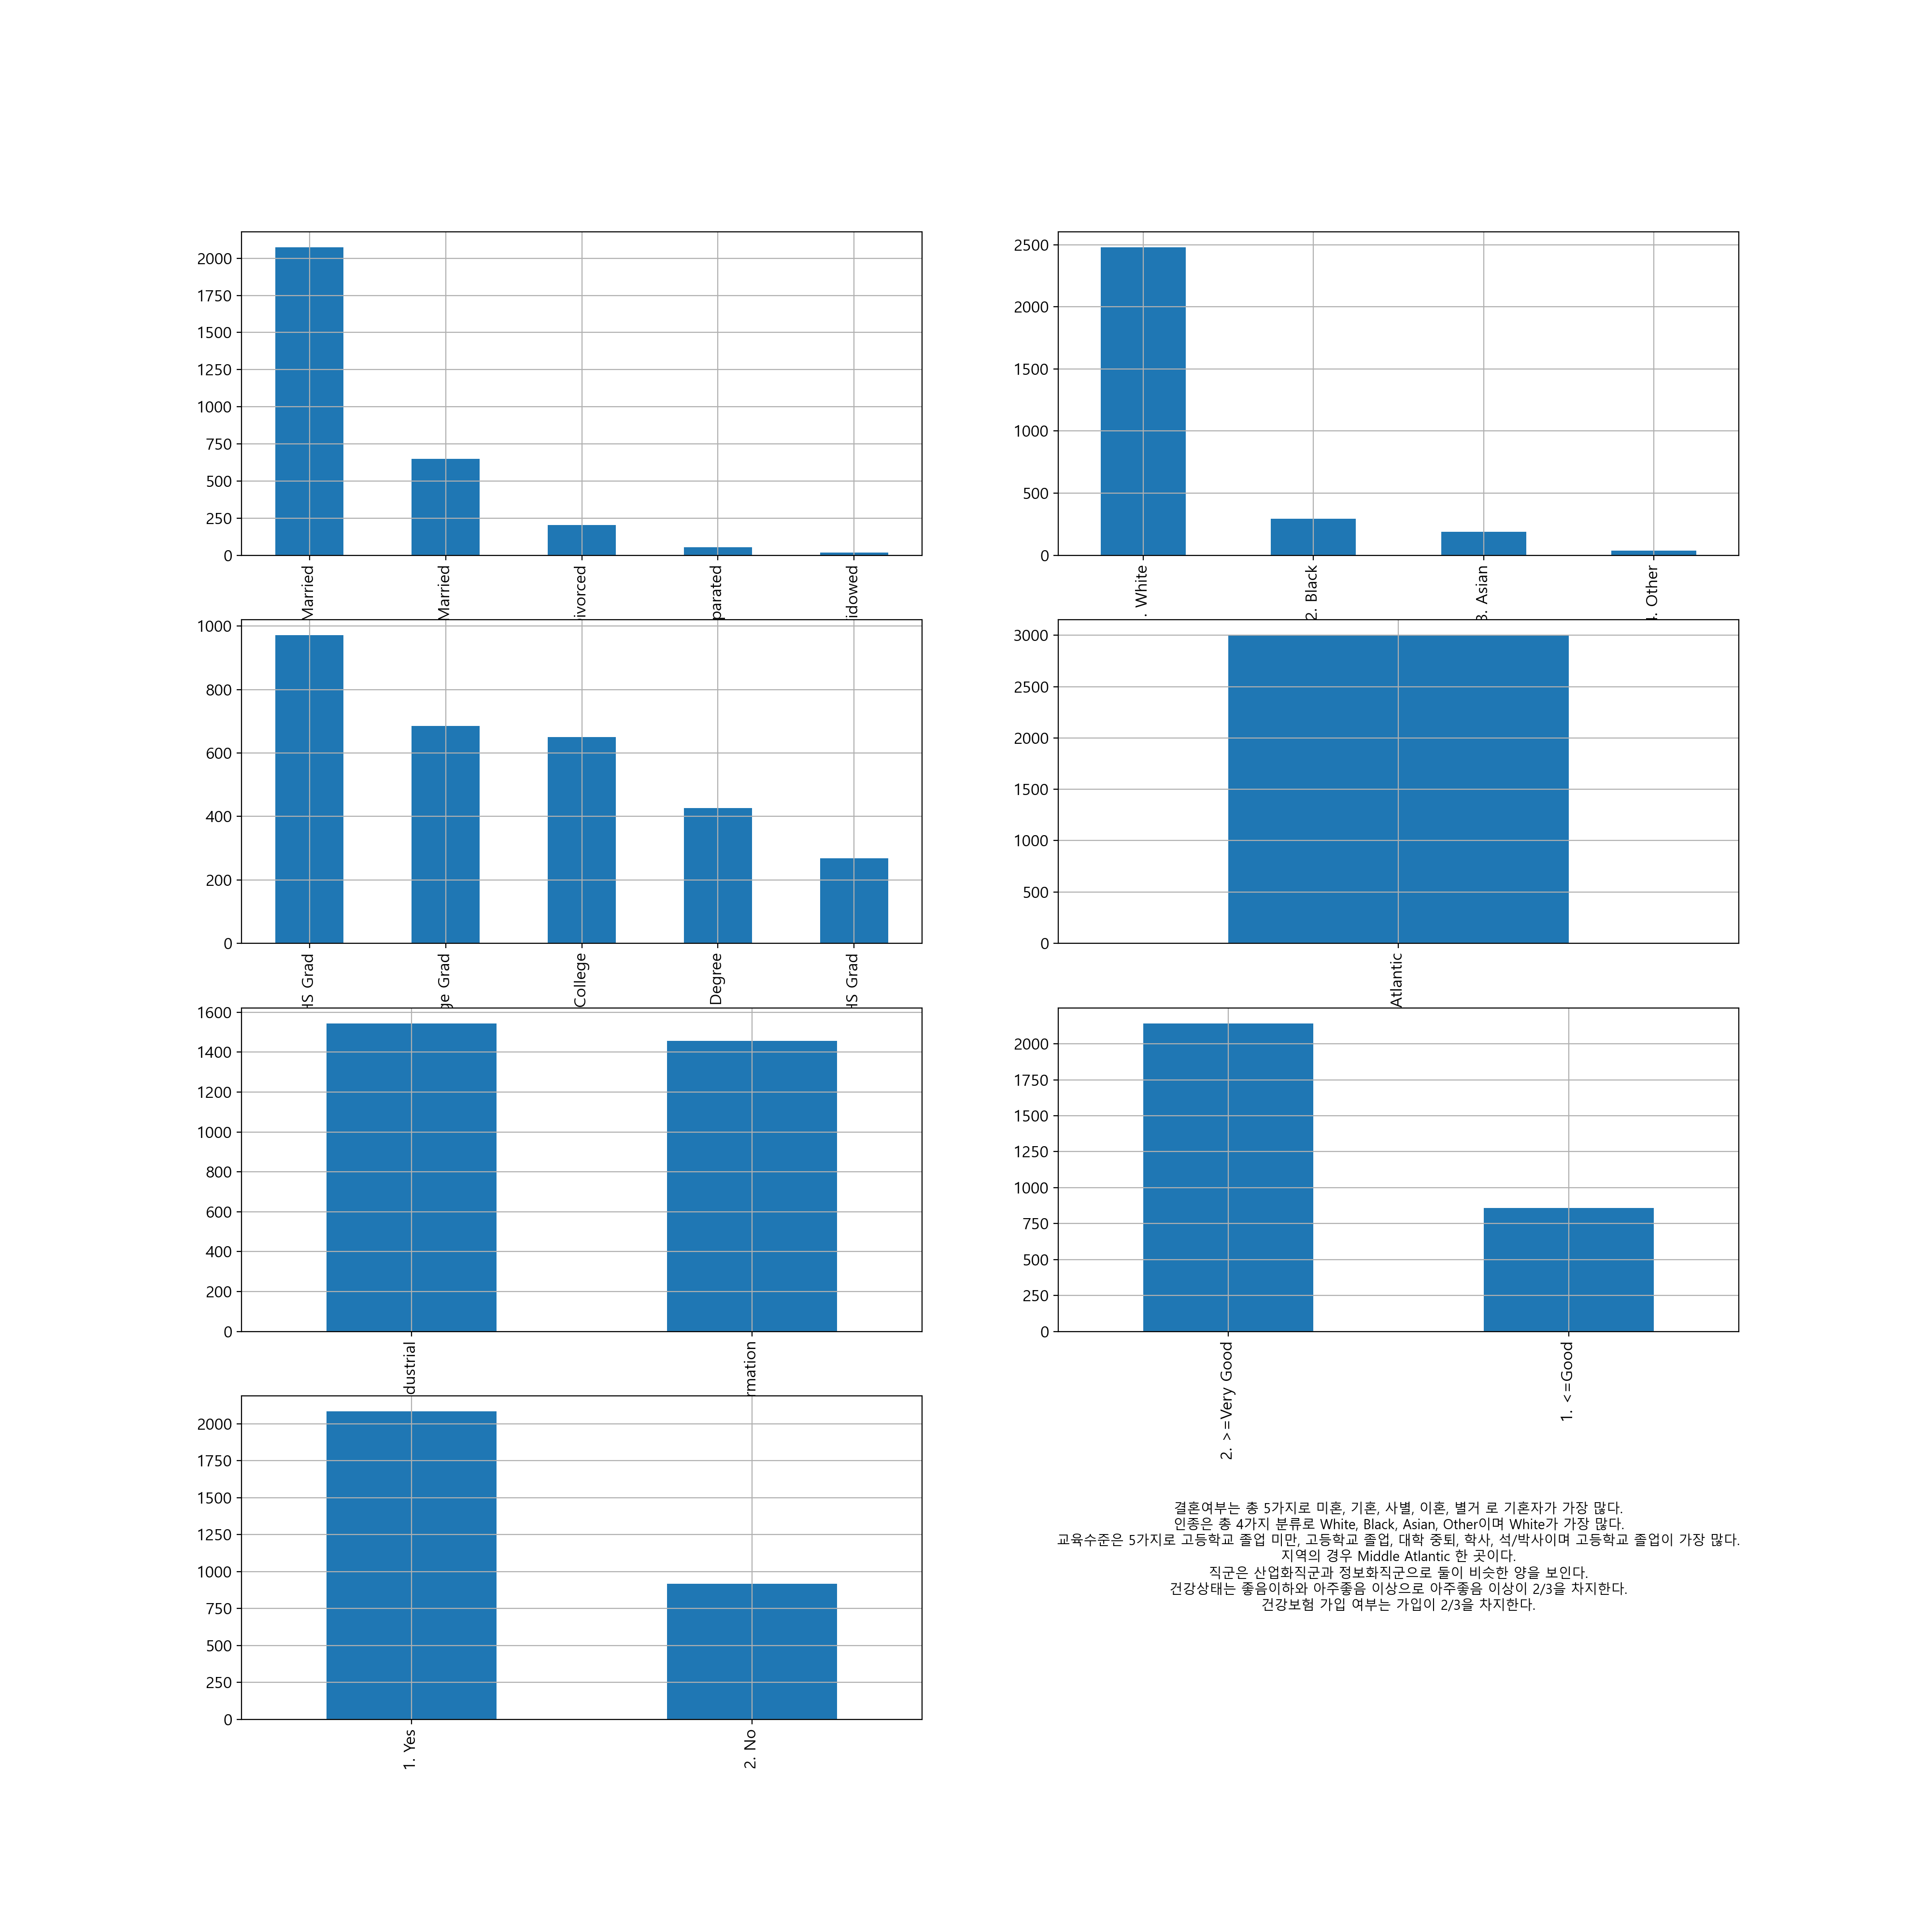 2000
1750
1500
1250
1000
750
500
250
0
Married
Married
ivorced
parated
idowed
2500
2000
1500
1000
500
0
. White
2. Black
3. Asian
4. Other
1000
800
600
400
200
0
HS Grad
ge Grad
College
Degree
HS Grad
3000
2500
2000
1500
1000
500
0
Atlantic
1600
1400
1200
1000
800
600
400
200
0
dustrial
rmation
2000
1750
1500
1250
1000
750
500
250
0
2. >=Very Good
1. <=Good
2000
1750
1500
1250
1000
750
500
250
0
1. Yes
2. No
결혼여부는 총 5가지로 미혼, 기혼, 사별, 이혼, 별거 로 기혼자가 가장 많다.
인종은 총 4가지 분류로 White, Black, Asian, Other이며 White가 가장 많다.
교육수준은 5가지로 고등학교 졸업 미만, 고등학교 졸업, 대학 중퇴, 학사, 석/박사이며 고등학교 졸업이 가장 많다.
지역의 경우 Middle Atlantic 한 곳이다.
직군은 산업화직군과 정보화직군으로 둘이 비슷한 양을 보인다.
건강상태는 좋음이하와 아주좋음 이상으로 아주좋음 이상이 2/3을 차지한다.
건강보험 가입 여부는 가입이 2/3을 차지한다.